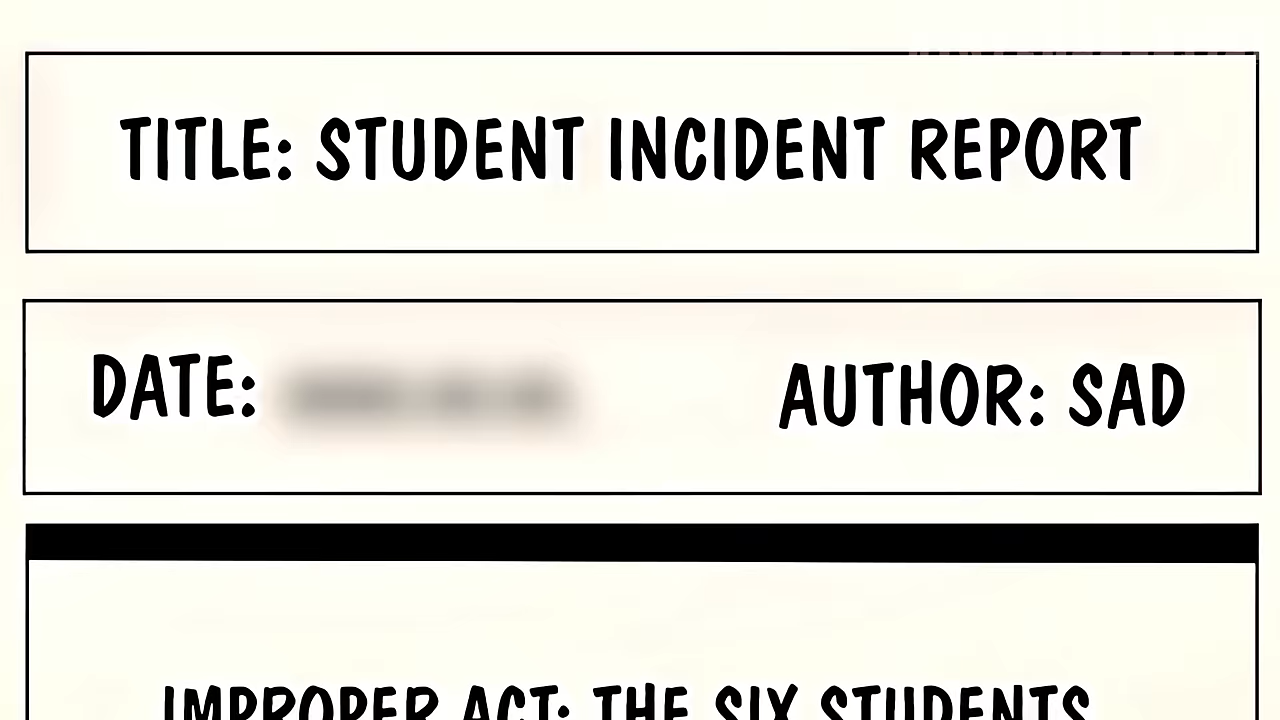 TITLE: STUDENT INCIDENT REPORT
DATE:
AUTHOR: SAD
IMPROPER ACT: THE SIX STUDENTS